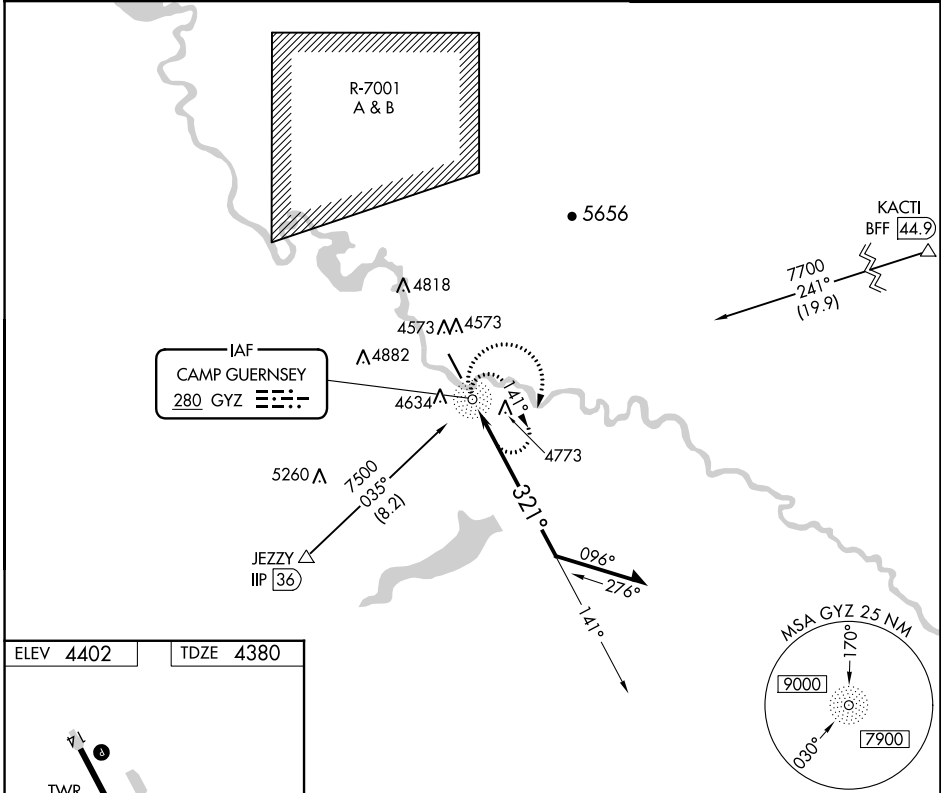 R-7001
A & B
5656
KACTI
BFF 44.9
7700
241°
(19.9)
4818
4573
4573
4882
IAF
CAMP GUERNSEY
280 GYZ
4634
141°
4773
5260
7500
035°
(8.2)
321°
JEZZY
IIP 36
096°
276°
141°
MSA GYZ 25 NM
170°
9000
7900
030°
ELEV 4402
TDZE 4380
14
P
TWR